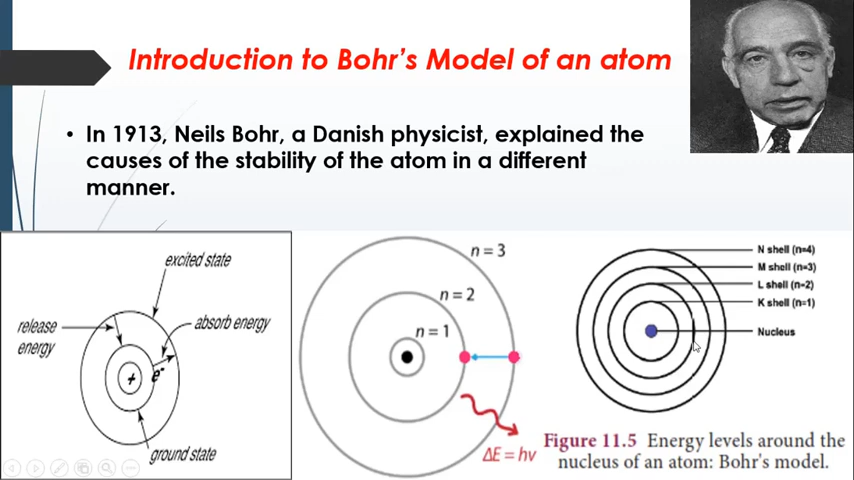 Introduction to Bohr's Model of an atom
• In 1913, Neils Bohr, a Danish physicist, explained the
causes of the stability of the atom in a different
manner.
excited state
release
energy
absorb energy
+
e⁻
ground state
n = 3
n = 2
n = 1
ΔE = hν
N shell (n=4)
M shell (n=3)
L shell (n=2)
K shell (n=1)
Nucleus
Figure 11.5 Energy levels around the
nucleus of an atom: Bohr's model.